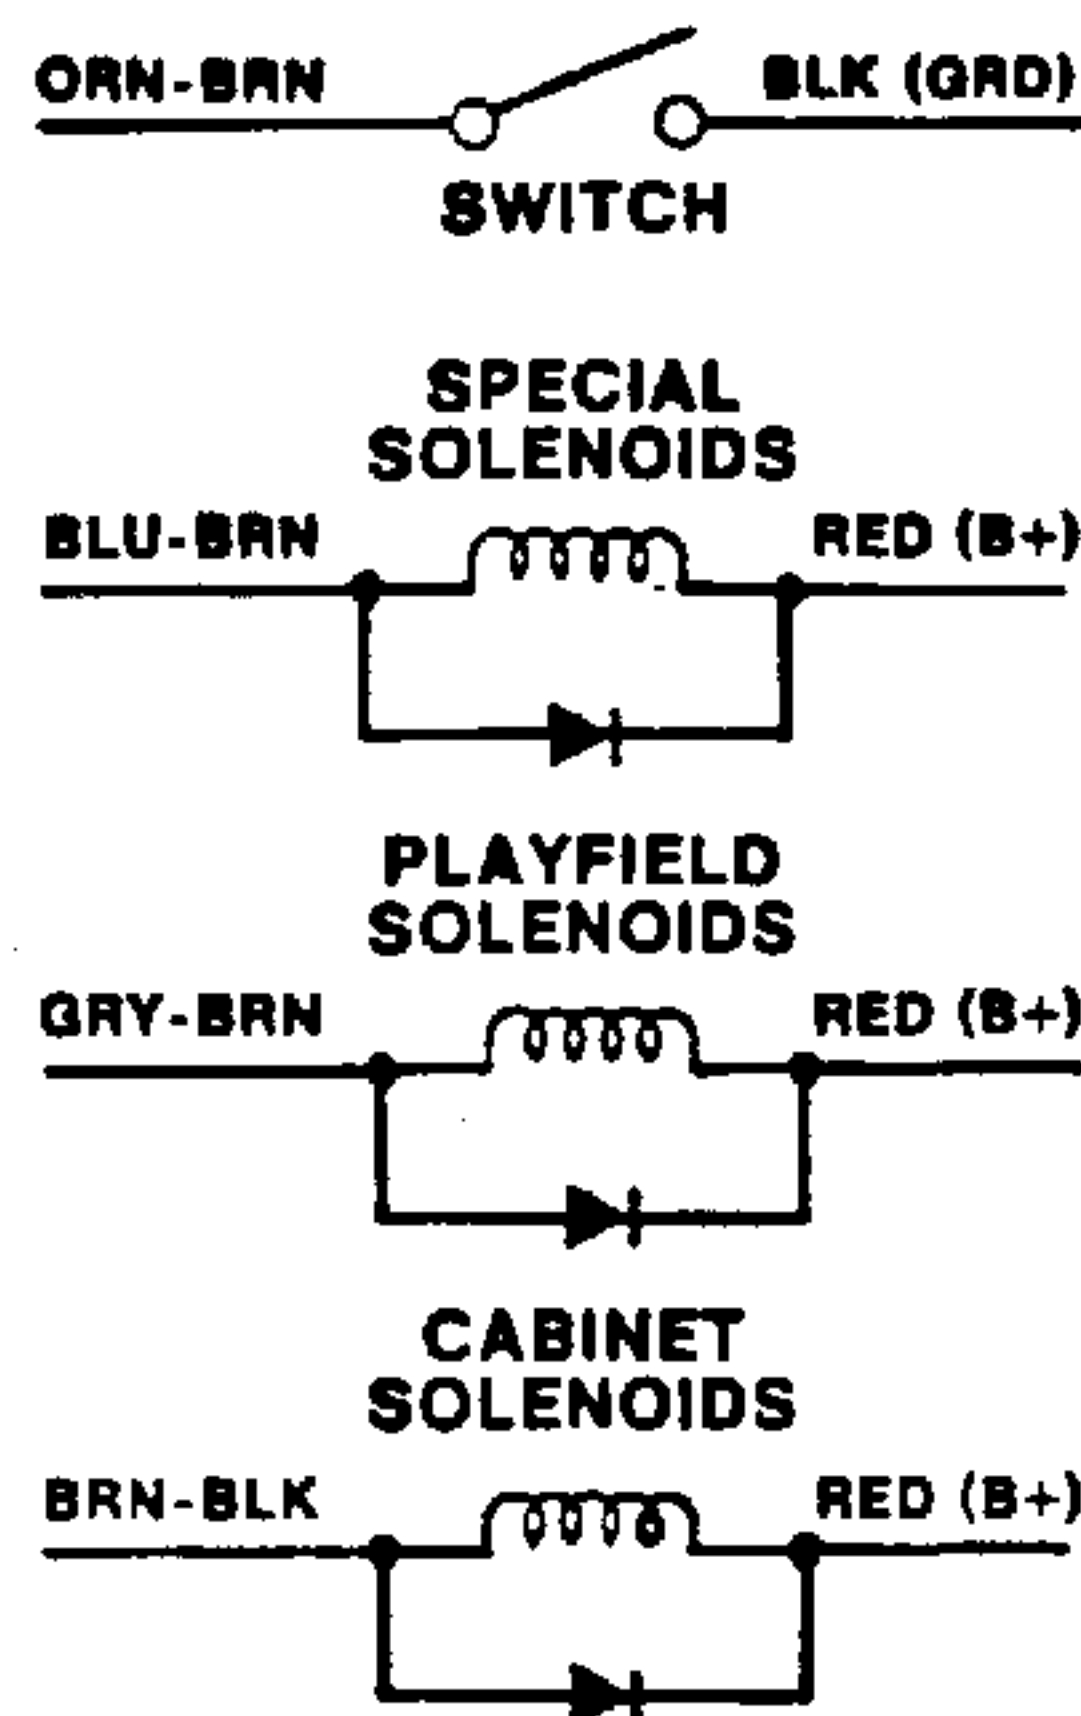 ORN-BRN BLK (GRD)
SWITCH
SPECIAL
SOLENOIDS
BLU-BRN RED (B+)
PLAYFIELD
SOLENOIDS
GRY-BRN RED (B+)
CABINET
SOLENOIDS
BRN-BLK RED (B+)